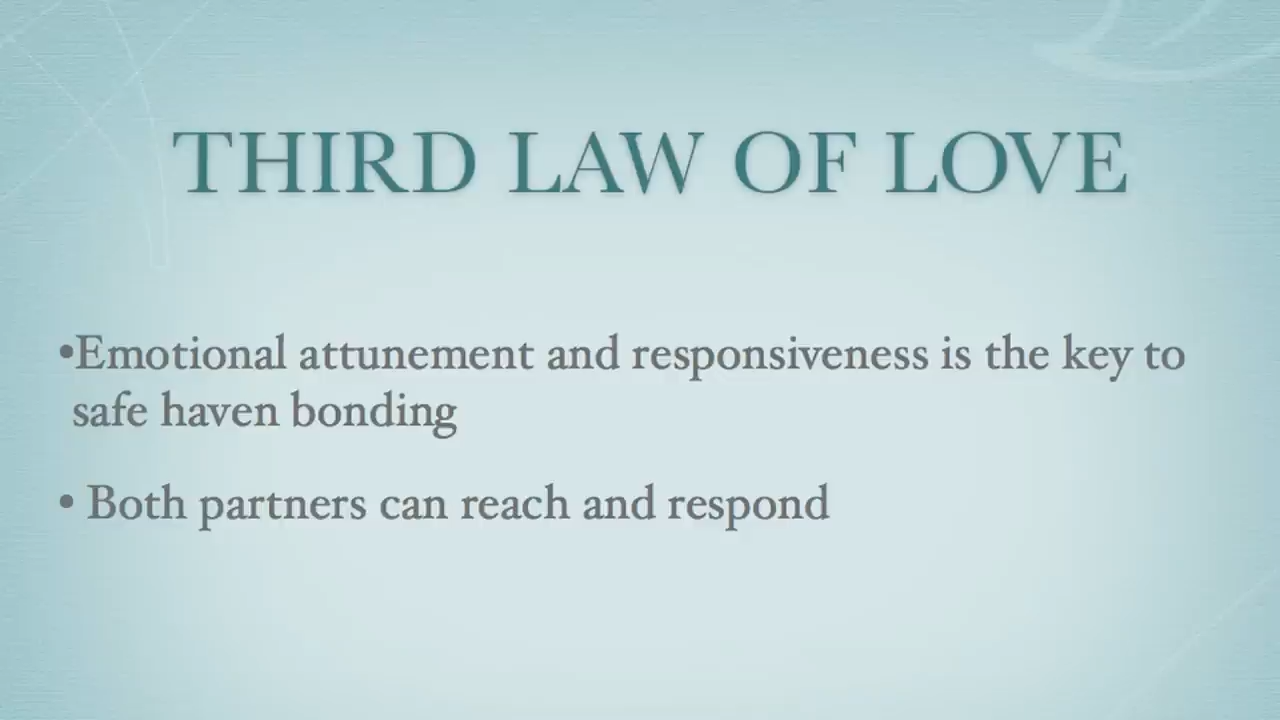 THIRD LAW OF LOVE
•Emotional attunement and responsiveness is the key to
safe haven bonding
• Both partners can reach and respond